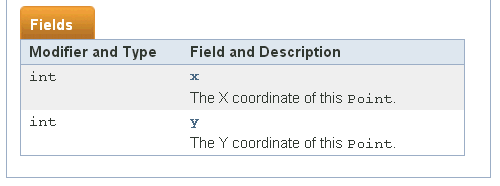 Fields
Modifier and Type Field and Description
int x
The X coordinate of this Point.
int y
The Y coordinate of this Point.